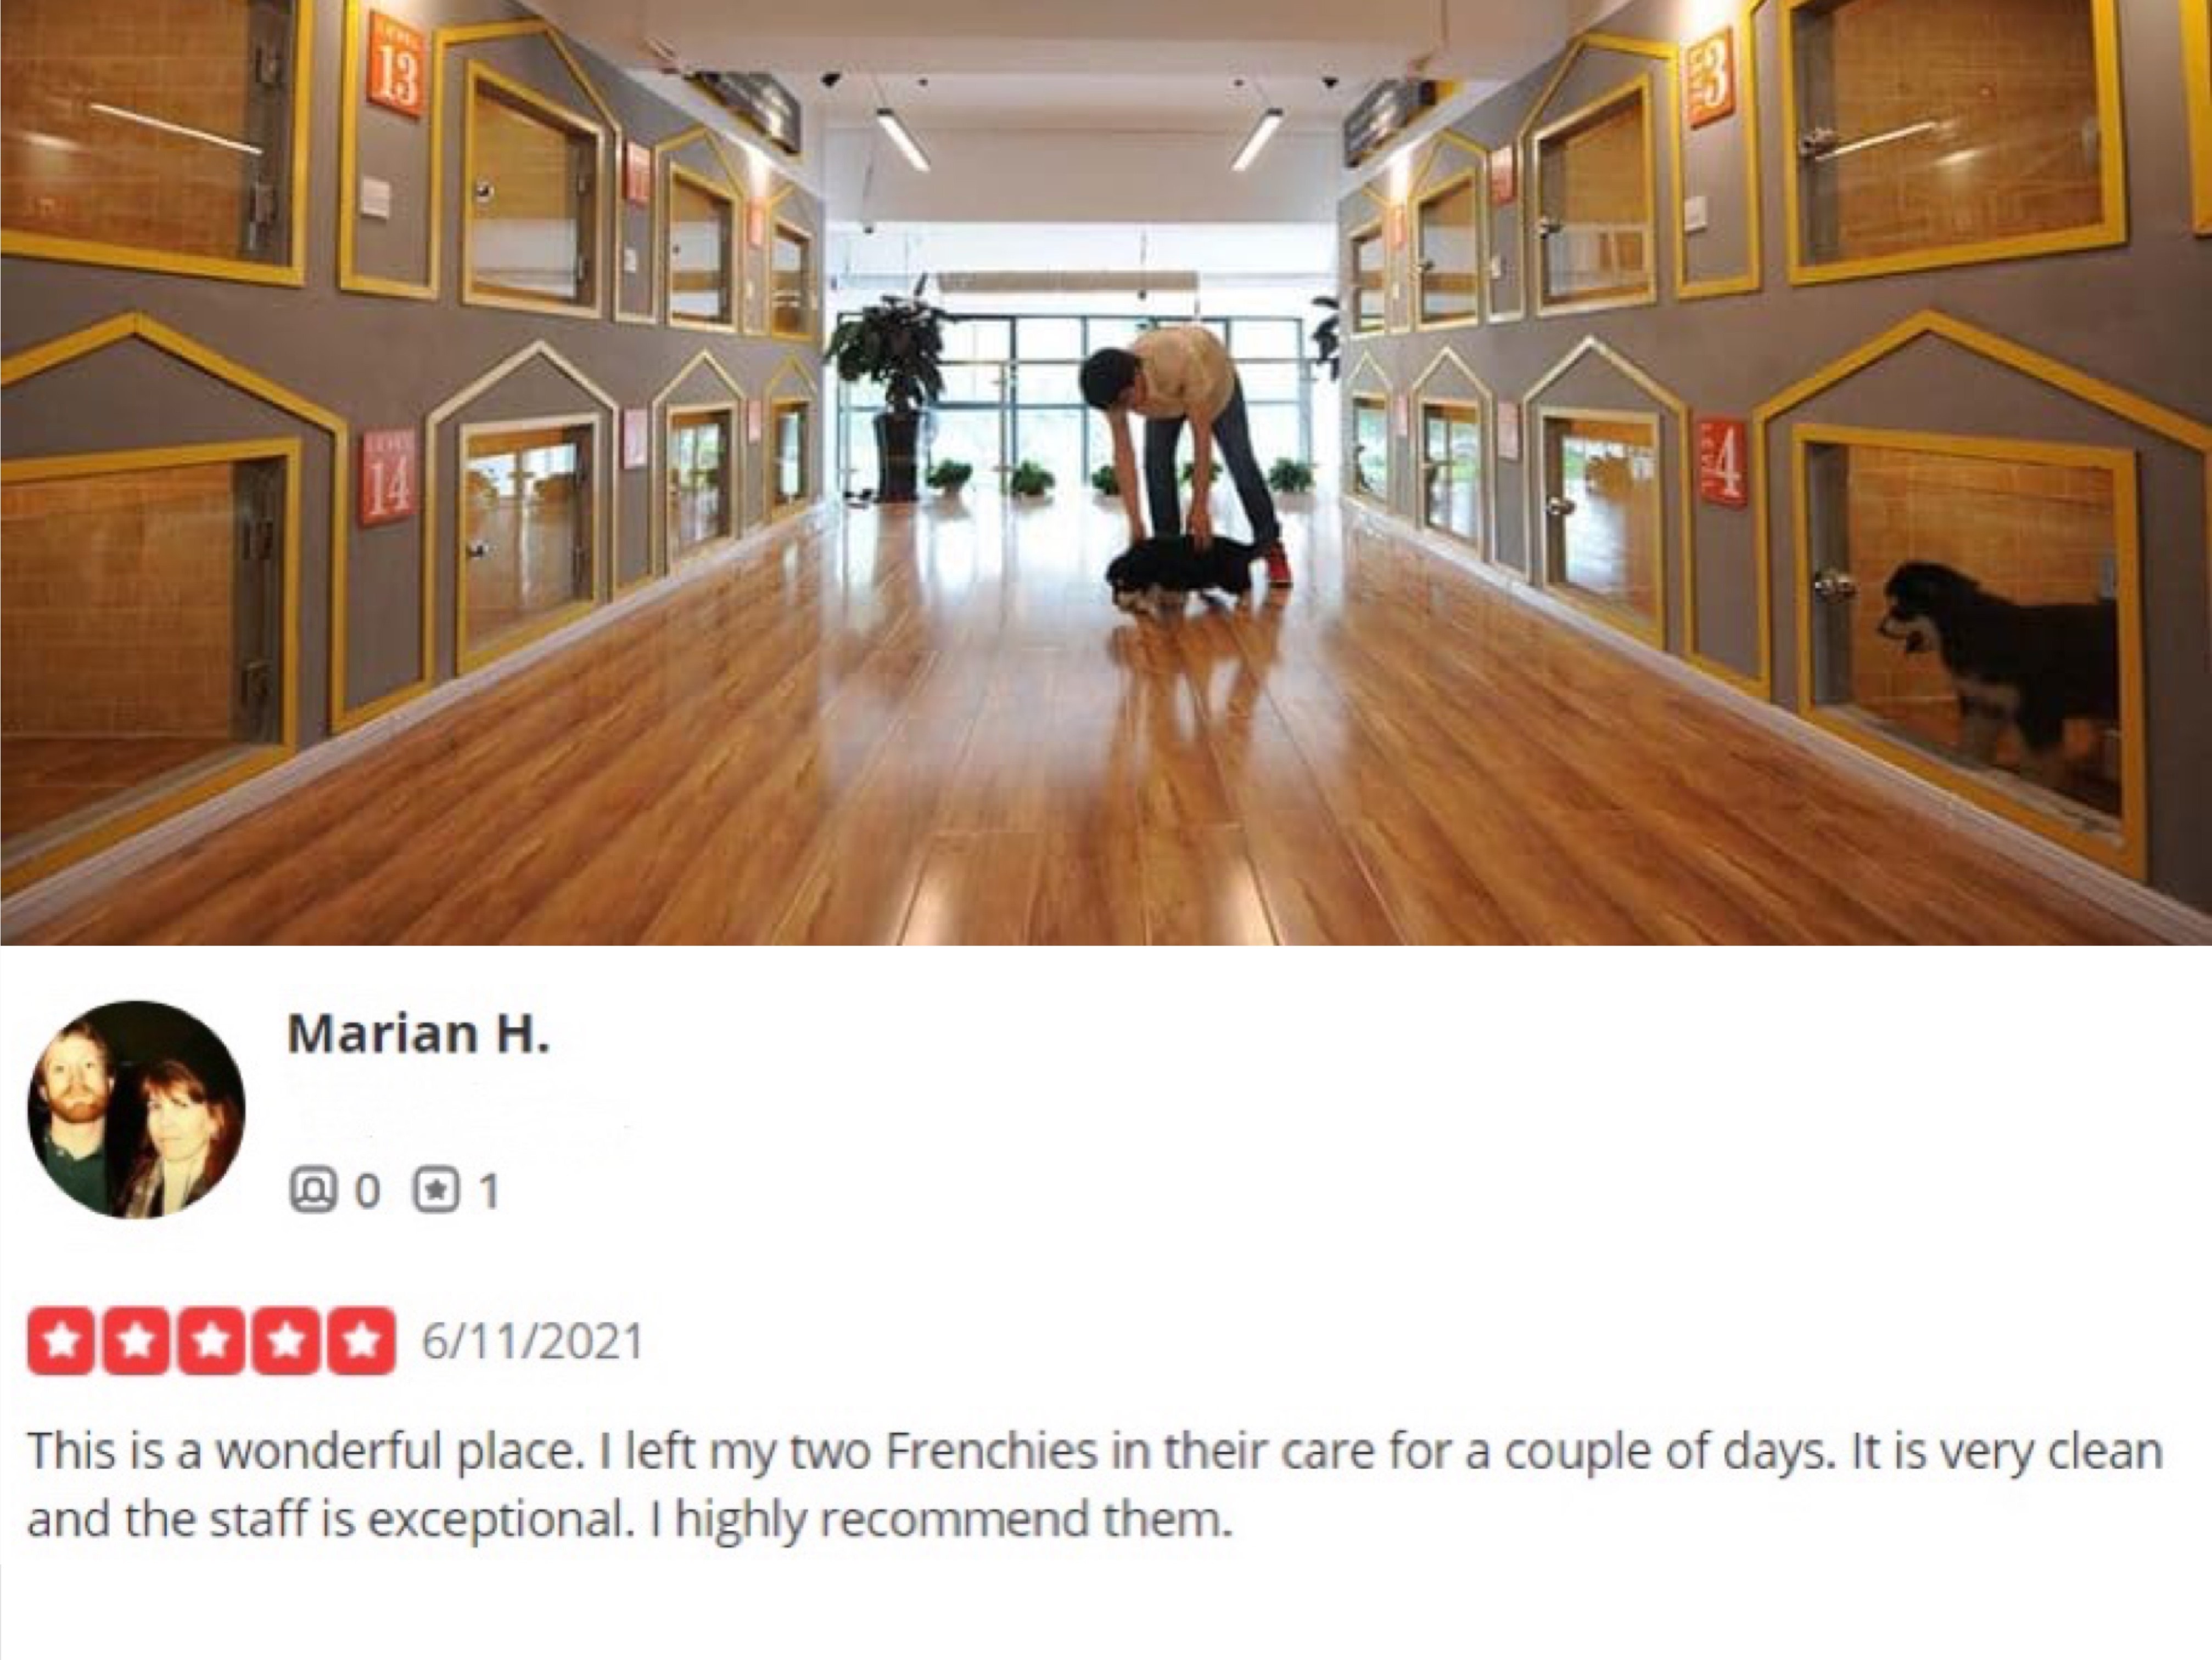 13
3
14
4
Marian H.
0 1
6/11/2021
This is a wonderful place. I left my two Frenchies in their care for a couple of days. It is very clean
and the staff is exceptional. I highly recommend them.